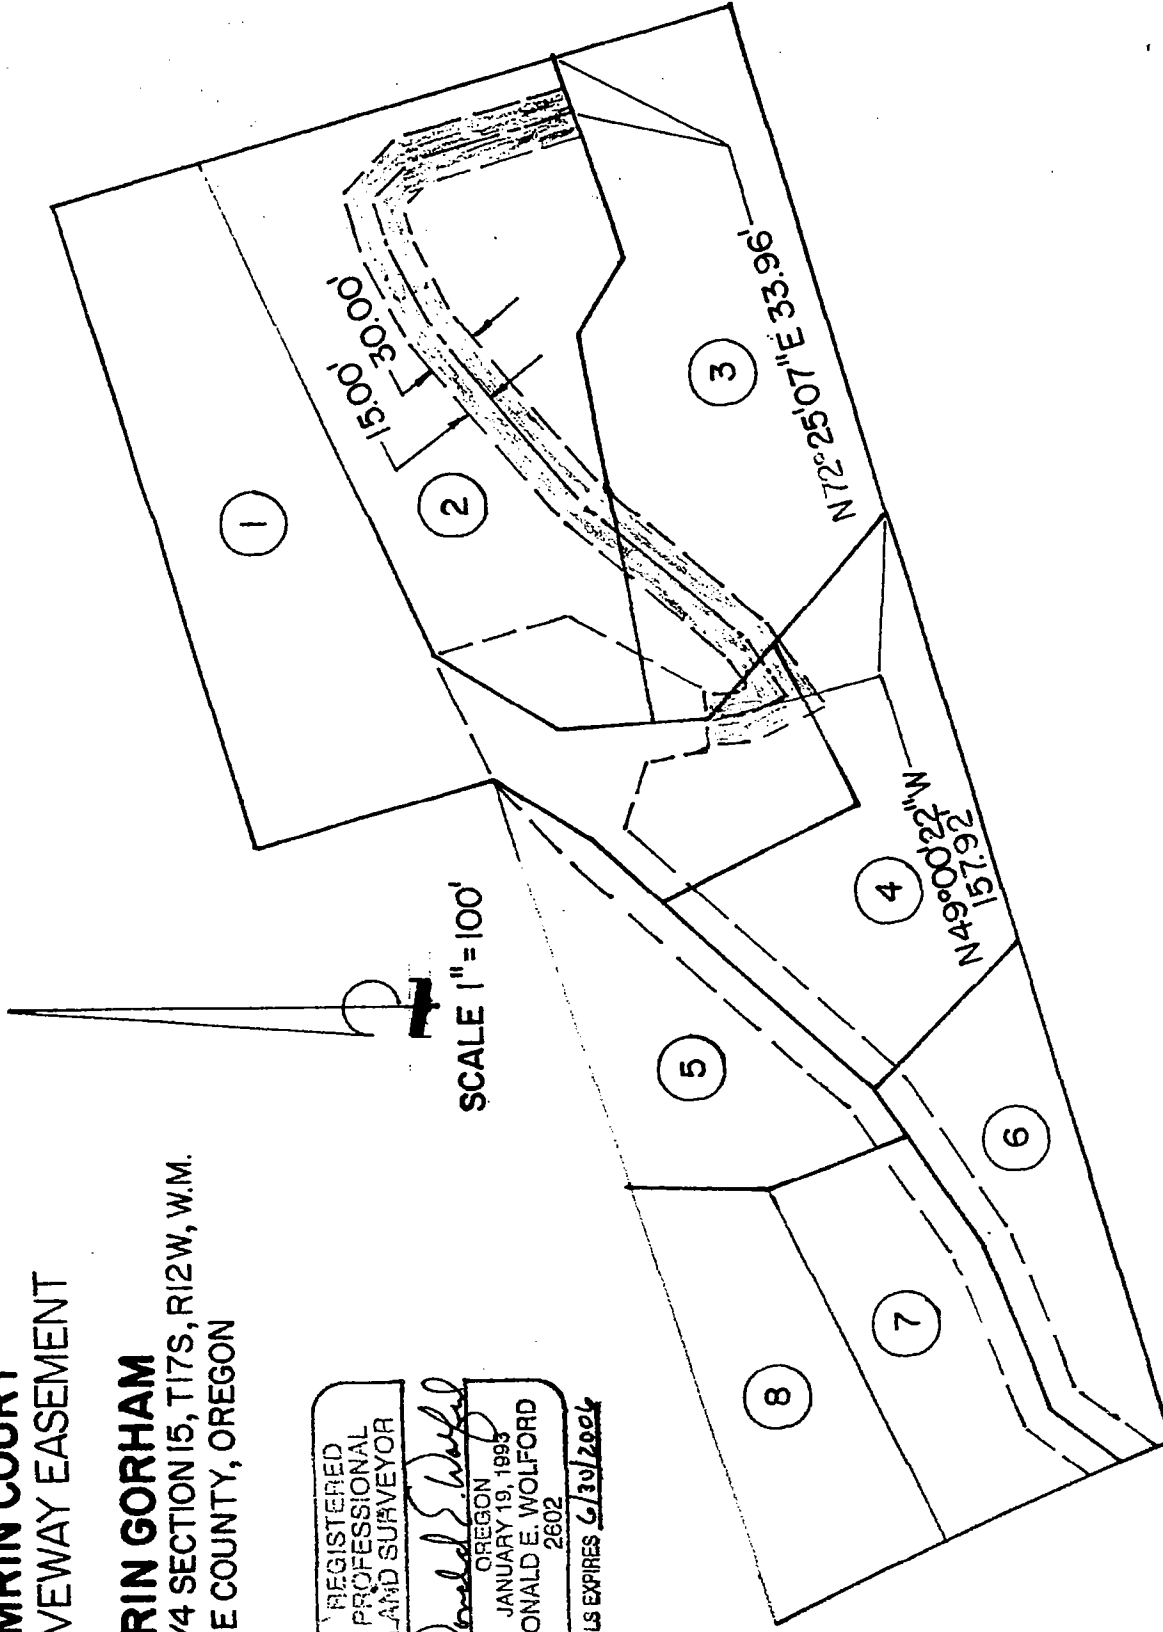 MRIN COURT
VEWAY EASEMENT
RIN GORHAM
/4 SECTION 15, T17S, R12W, W.M.
E COUNTY, OREGON
REGISTERED
PROFESSIONAL
LAND SURVEYOR
Donald E. Wolford
OREGON
JANUARY 19, 1993
ONALD E. WOLFORD
2602
LS EXPIRES 6/30/2006
SCALE 1"=100'
1
2
3
4
5
6
7
8
15.00'
30.00'
N72°25'07"E 33.96'
N49°00'22"W
157.92'